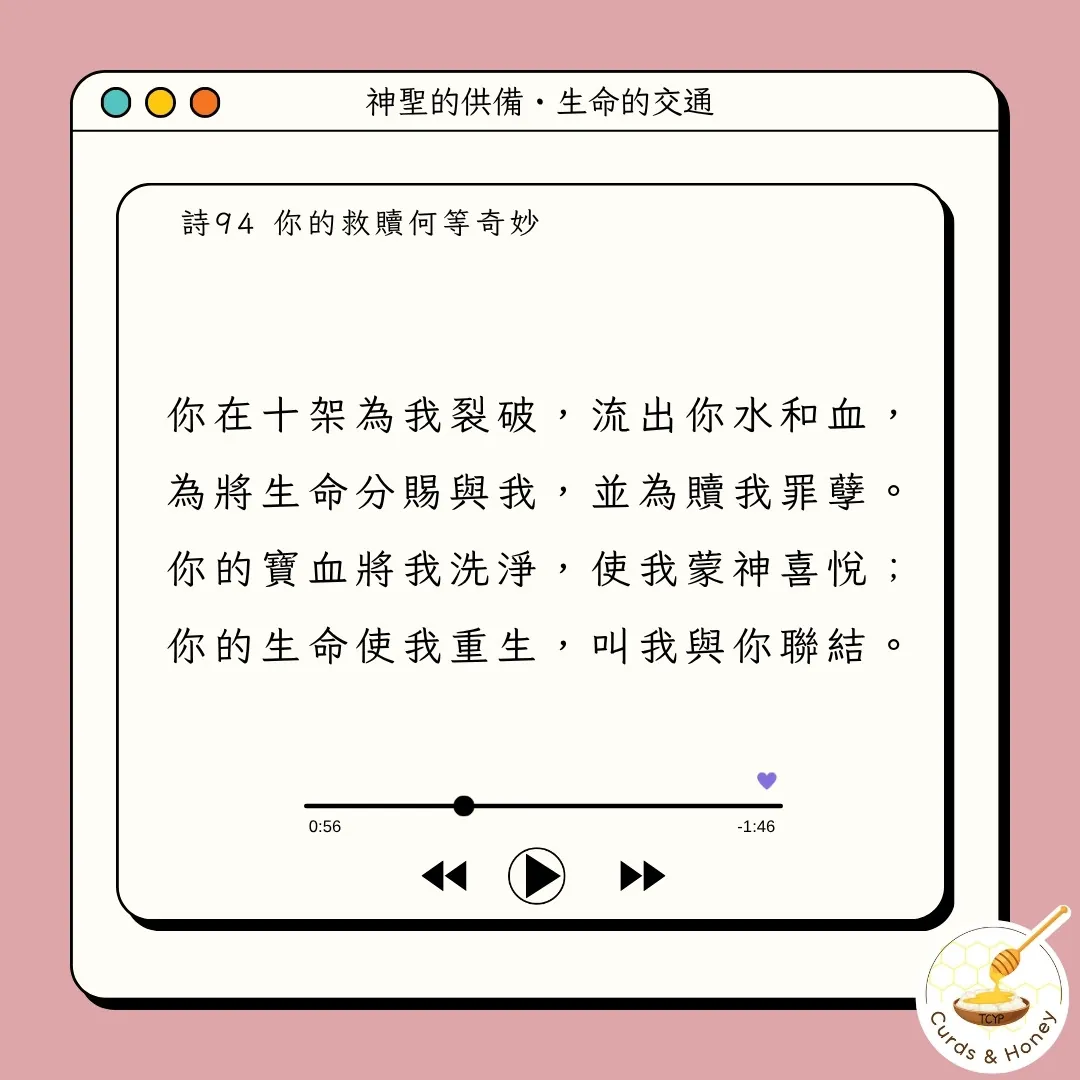 神聖的供備·生命的交通
詩94 你的救贖何等奇妙
你在十架為我裂破，流出你水和血，
為將生命分賜與我，並為贖我罪孽。
你的寶血將我洗淨，使我蒙神喜悅；
你的生命使我重生，叫我與你聯結。
0:56
-1:46
TCYP
Curds & Honey